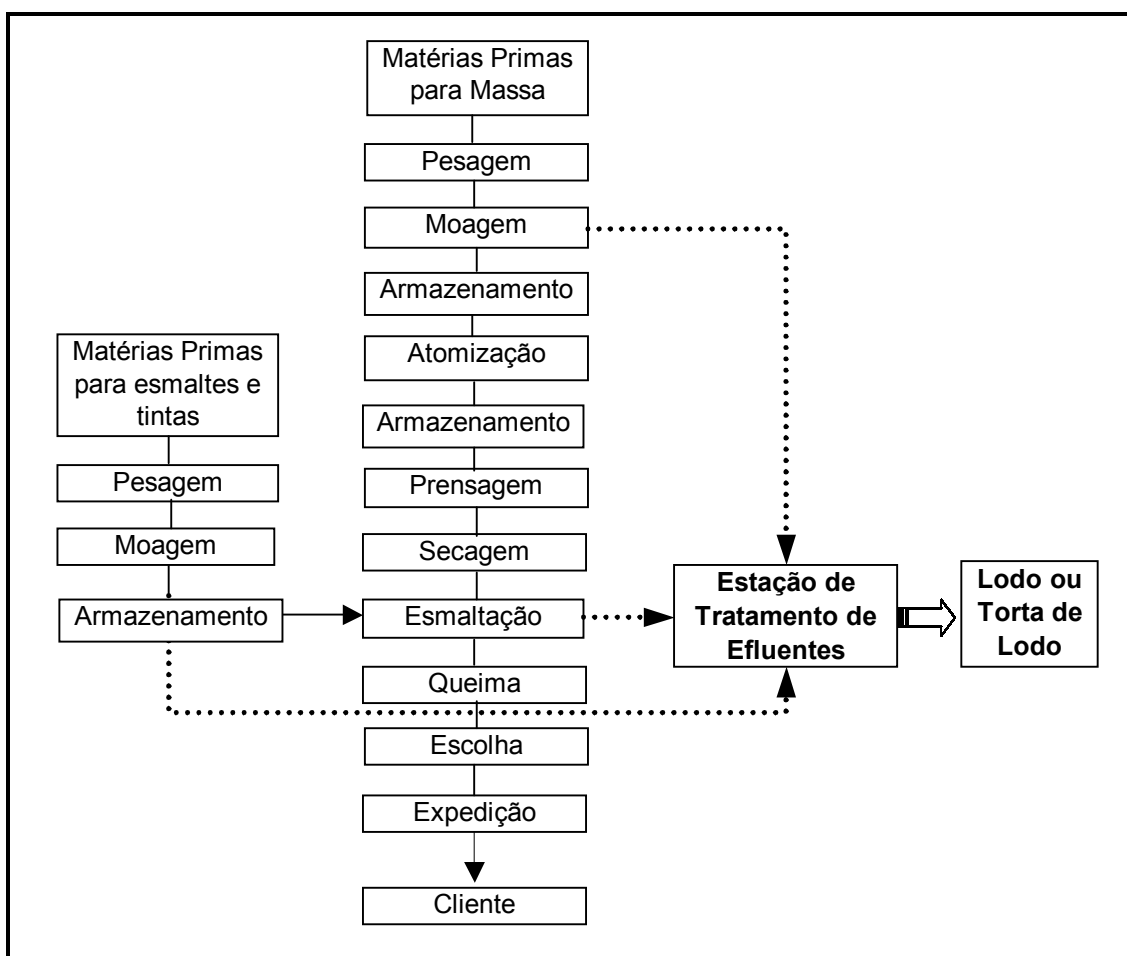 Matérias Primas
para Massa
Pesagem
Moagem
Armazenamento
Atomização
Armazenamento
Prensagem
Secagem
Esmaltação
Queima
Escolha
Expedição
Cliente
Matérias Primas
para esmaltes e
tintas
Pesagem
Moagem
Armazenamento
Estação de
Tratamento de
Efluentes
Lodo ou
Torta de
Lodo